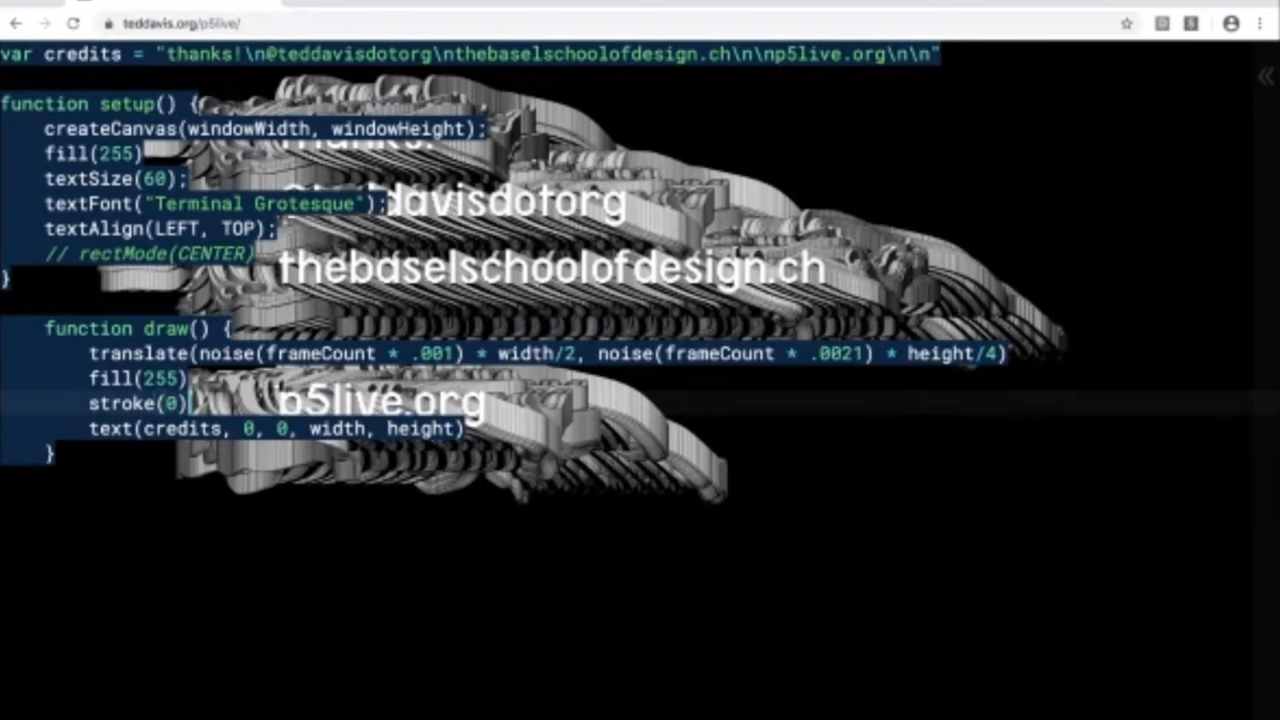 teddavis.org/p5live/
var credits = "thanks!\n@teddavisdotorg\nthebaselschoolofdesign.ch\n\np5live.org\n\n"
function setup() {
createCanvas(windowWidth, windowHeight);
fill(255)
thanks!
textSize(60);
textFont("Terminal Grotesque");
@teddavisdotorg
textAlign(LEFT, TOP);
// rectMode(CENTER)
thebaselschoolofdesign.ch
}
function draw() {
translate(noise(frameCount * .001) * width/2, noise(frameCount * .0021) * height/4)
fill(255)
stroke(0)
p5live.org
text(credits, 0, 0, width, height)
}